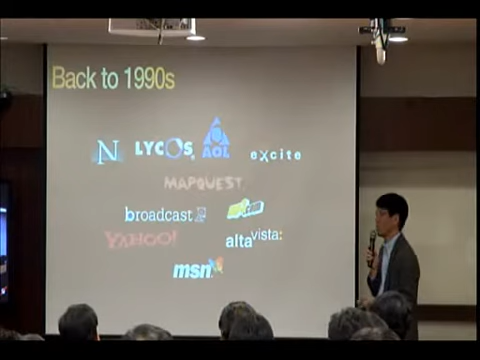 Back to 1990s
N LYCOS AOL excite
MAPQUEST
broadcast
YAHOO! altavista:
msn